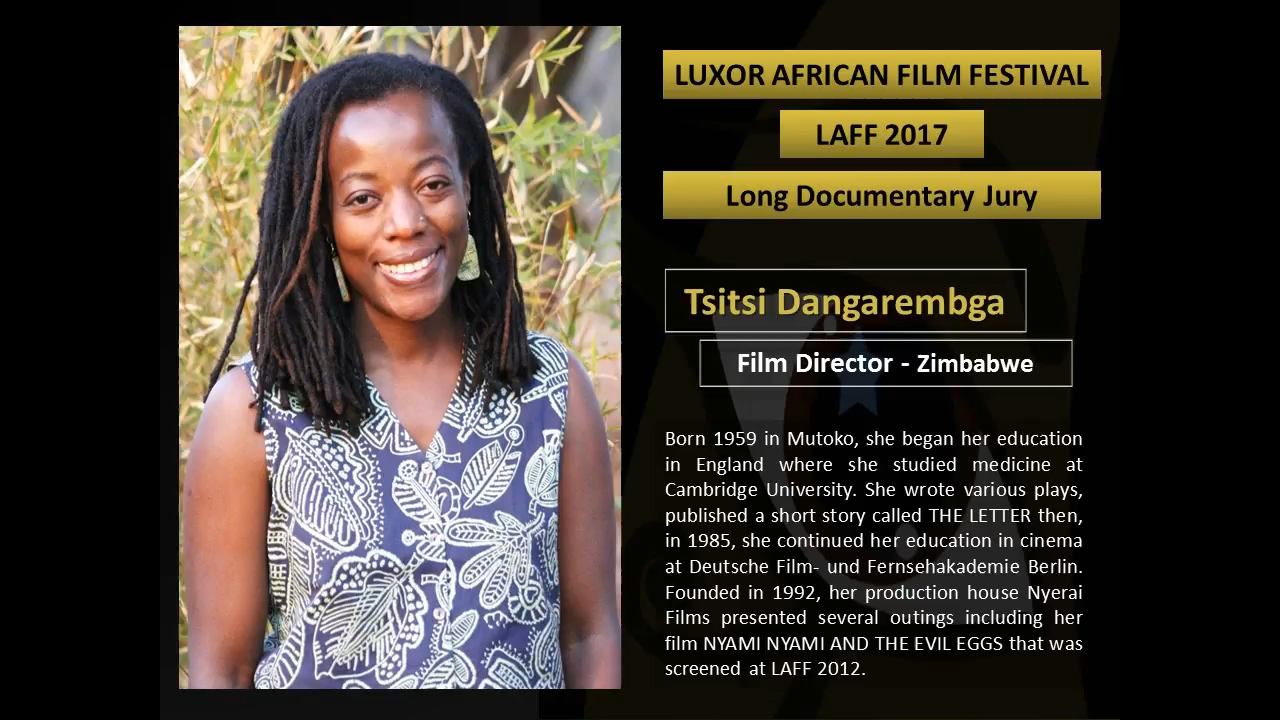 LUXOR AFRICAN FILM FESTIVAL
LAFF 2017
Long Documentary Jury
Tsitsi Dangarembga
Film Director - Zimbabwe
Born 1959 in Mutoko, she began her education
in England where she studied medicine at
Cambridge University. She wrote various plays,
published a short story called THE LETTER then,
in 1985, she continued her education in cinema
at Deutsche Film- und Fernsehakademie Berlin.
Founded in 1992, her production house Nyerai
Films presented several outings including her
film NYAMI NYAMI AND THE EVIL EGGS that was
screened at LAFF 2012.